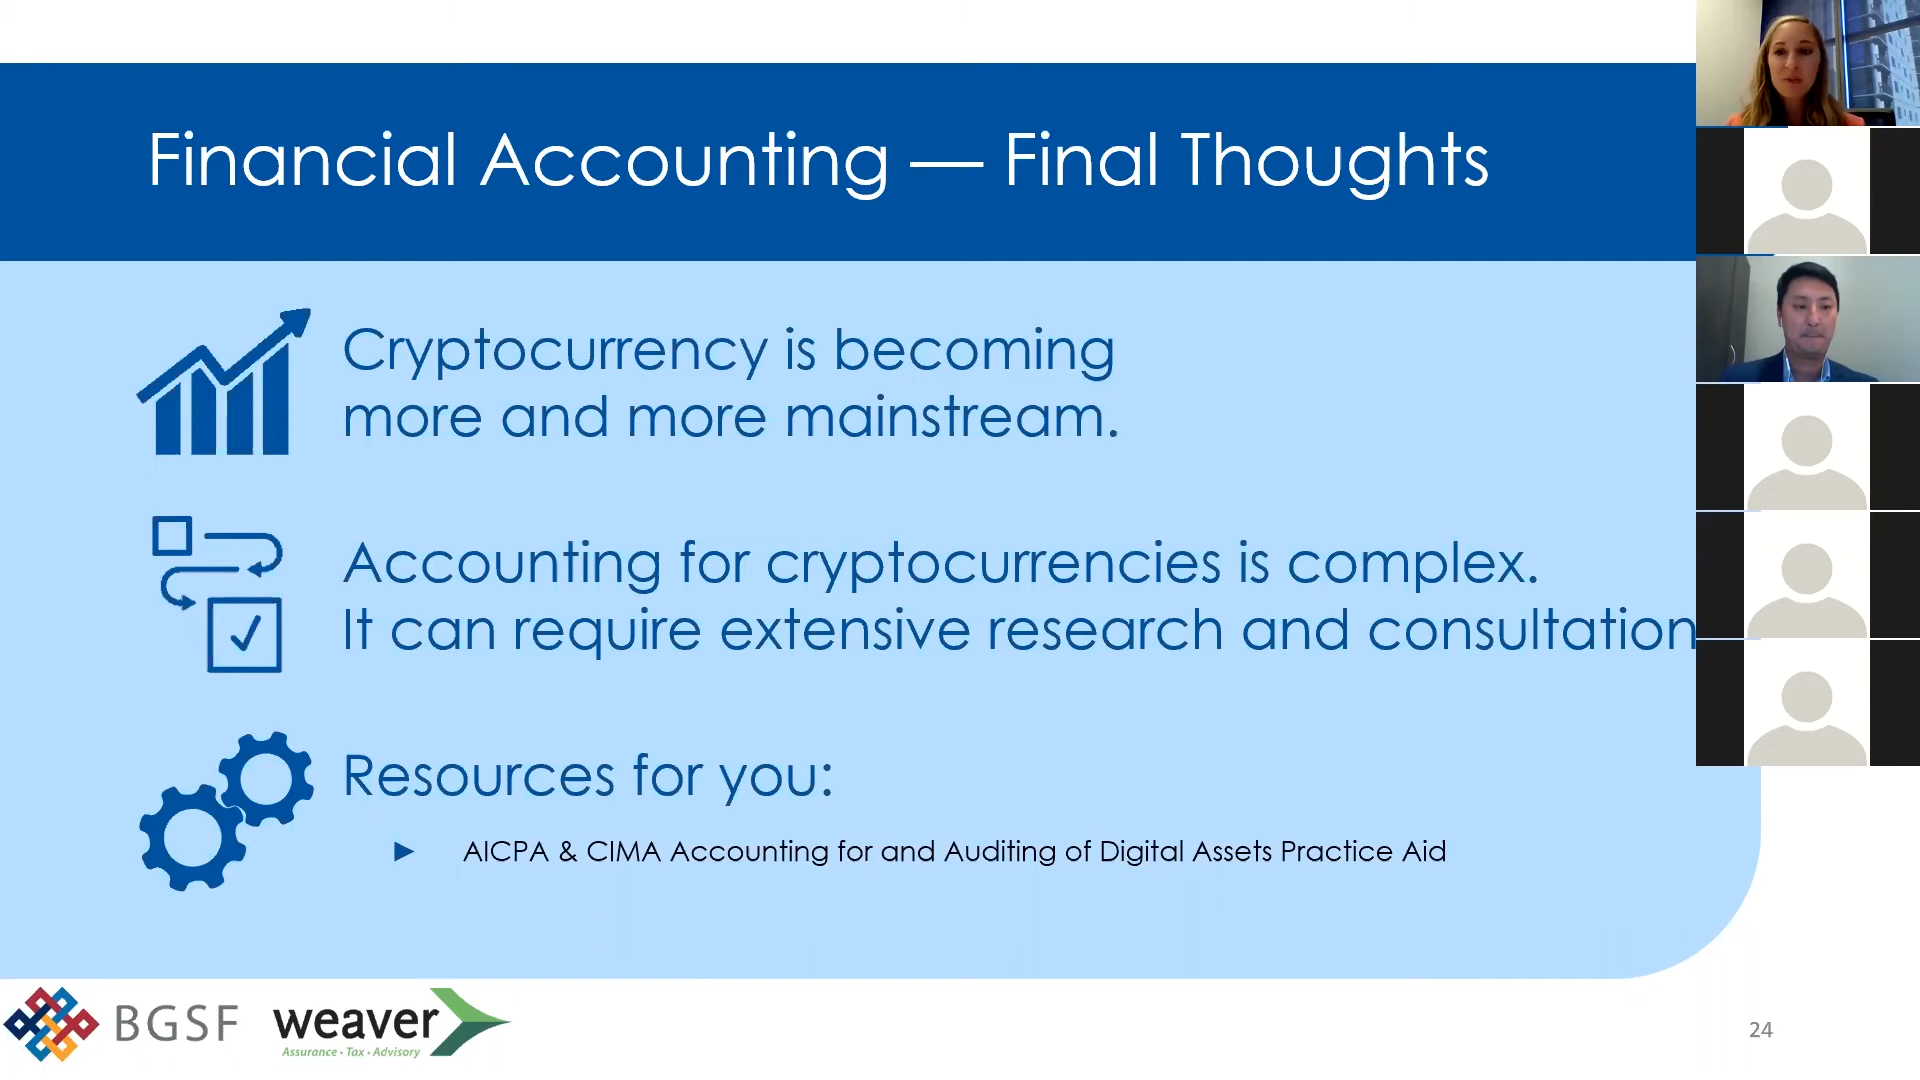 Financial Accounting — Final Thoughts
Cryptocurrency is becoming
more and more mainstream.
Accounting for cryptocurrencies is complex.
It can require extensive research and consultation
Resources for you:
► AICPA & CIMA Accounting for and Auditing of Digital Assets Practice Aid
BGSF
weaver
Assurance • Tax • Advisory
24